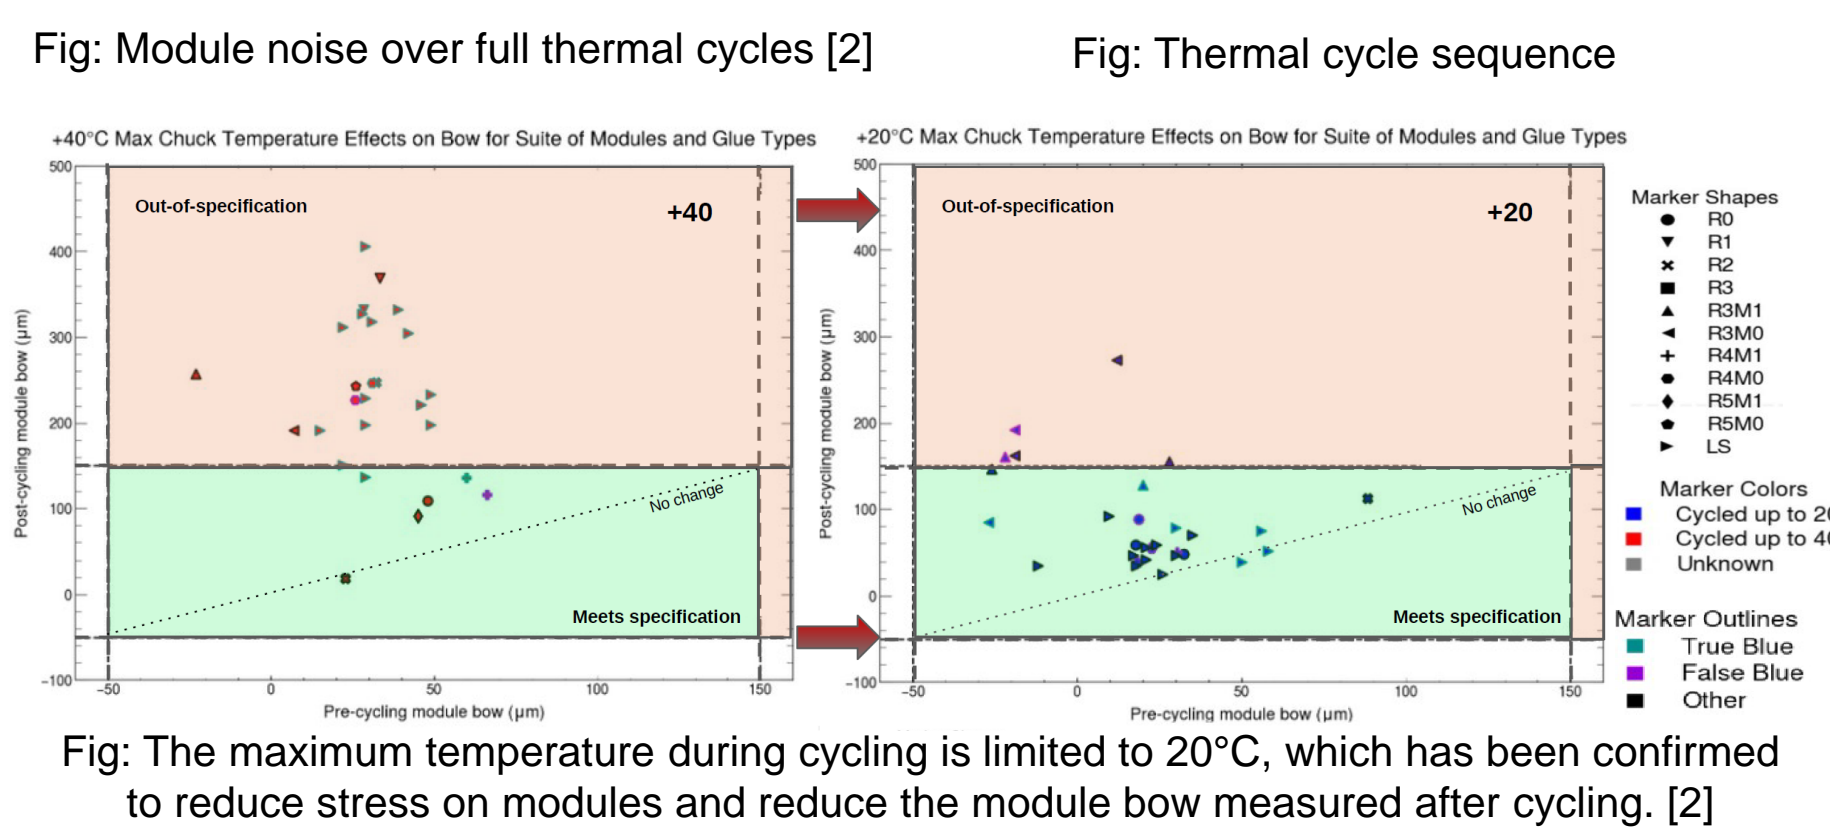 Fig: Module noise over full thermal cycles [2]
Fig: Thermal cycle sequence
+40°C Max Chuck Temperature Effects on Bow for Suite of Modules and Glue Types
500
400
300
200
100
0
−100
−50
0
50
100
150
Post-cycling module bow (µm)
Pre-cycling module bow (µm)
Out-of-specification
+40
No change
Meets specification
+20°C Max Chuck Temperature Effects on Bow for Suite of Modules and Glue Types
500
400
300
200
100
0
−100
−50
0
50
100
150
Post-cycling module bow (µm)
Pre-cycling module bow (µm)
Out-of-specification
+20
No change
Meets specification
Marker Shapes
R0
R1
R2
R3
R3M1
R3M0
R4M1
R4M0
R5M1
R5M0
LS
Marker Colors
Cycled up to 20
Cycled up to 40
Unknown
Marker Outlines
True Blue
False Blue
Other
Fig: The maximum temperature during cycling is limited to 20°C, which has been confirmed
to reduce stress on modules and reduce the module bow measured after cycling. [2]